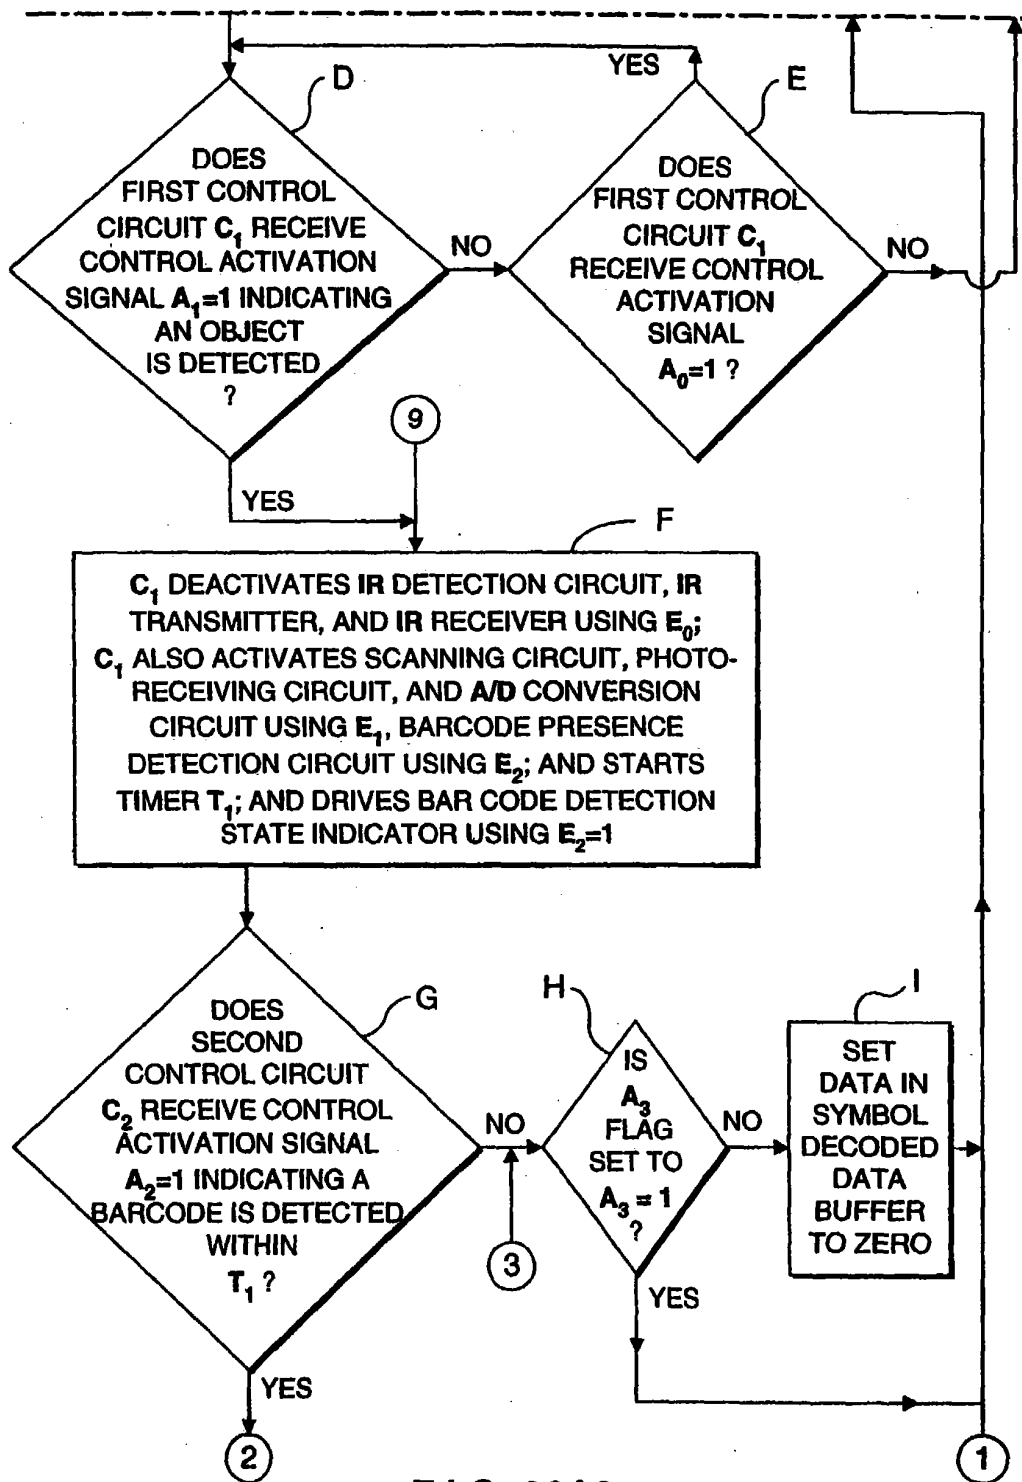 YES
D
E
DOES
FIRST CONTROL
CIRCUIT C₁ RECEIVE
CONTROL ACTIVATION
SIGNAL A₁=1 INDICATING
AN OBJECT
IS DETECTED
?
NO
DOES
FIRST CONTROL
CIRCUIT C₁
RECEIVE CONTROL
ACTIVATION
SIGNAL
A₀=1 ?
NO
9
YES
F
C₁ DEACTIVATES IR DETECTION CIRCUIT, IR
TRANSMITTER, AND IR RECEIVER USING E₀;
C₁ ALSO ACTIVATES SCANNING CIRCUIT, PHOTO-
RECEIVING CIRCUIT, AND A/D CONVERSION
CIRCUIT USING E₁, BARCODE PRESENCE
DETECTION CIRCUIT USING E₂; AND STARTS
TIMER T₁; AND DRIVES BAR CODE DETECTION
STATE INDICATOR USING E₂=1
G
H
I
DOES
SECOND
CONTROL CIRCUIT
C₂ RECEIVE CONTROL
ACTIVATION SIGNAL
A₂=1 INDICATING A
BARCODE IS DETECTED
WITHIN
T₁ ?
NO
3
IS
A₃
FLAG
SET TO
A₃ = 1
?
NO
SET
DATA IN
SYMBOL
DECODED
DATA
BUFFER
TO ZERO
YES
YES
2
1